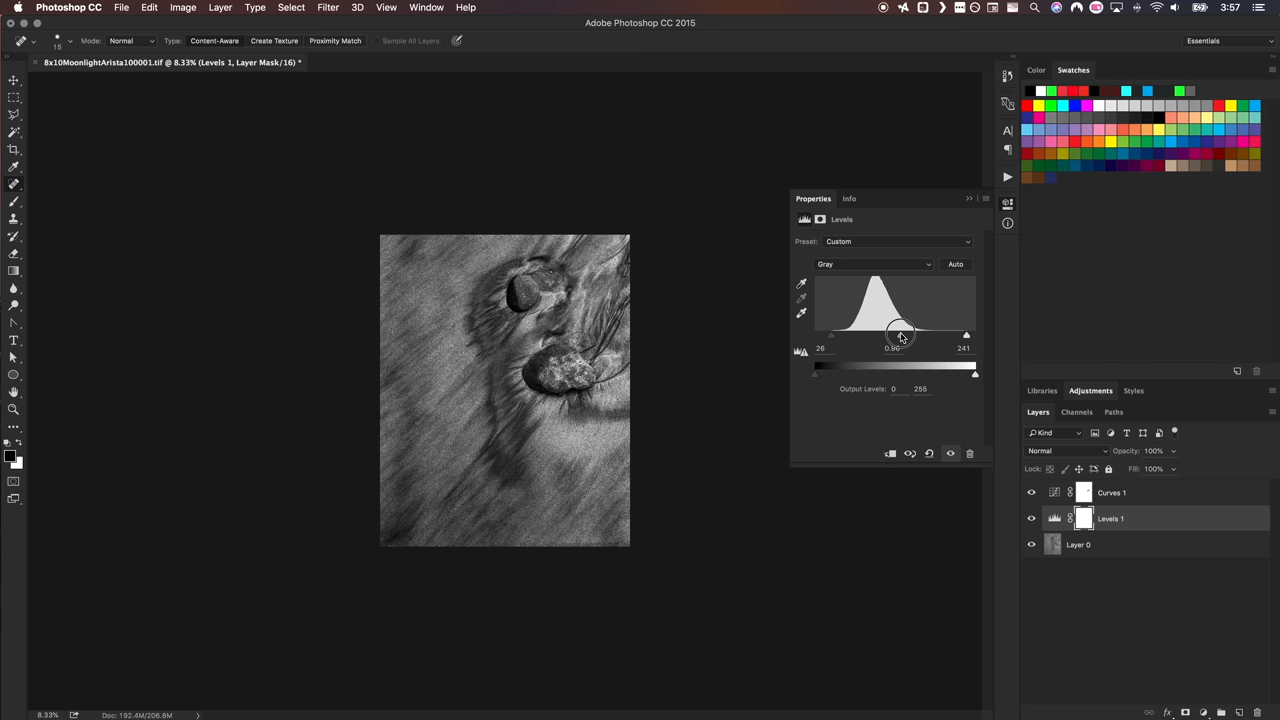 Photoshop CC File Edit Image Layer Type Select Filter 3D View Window Help 3:57
Adobe Photoshop CC 2015
15 Mode: Normal Type: Content-Aware Create Texture Proximity Match Sample All Layers Essentials
8x10MoonlightArista100001.tif @ 8.33% (Levels 1, Layer Mask/16) *
Color Swatches
Properties Info
Levels
Preset: Custom
Gray Auto
26 241
Output Levels: 0 255
Libraries Adjustments Styles
Layers Channels Paths
Kind
Normal Opacity: 100%
Lock: Fill: 100%
Curves 1
Levels 1
Layer 0
8.33% Doc: 192.4M/206.8M